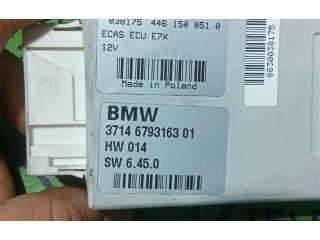 038175 446 150 051 0
ECAS ECU E7X
12V
Made in Poland
BMW
3714 6793163 01
HW 014
SW 6.45.0
8830038175